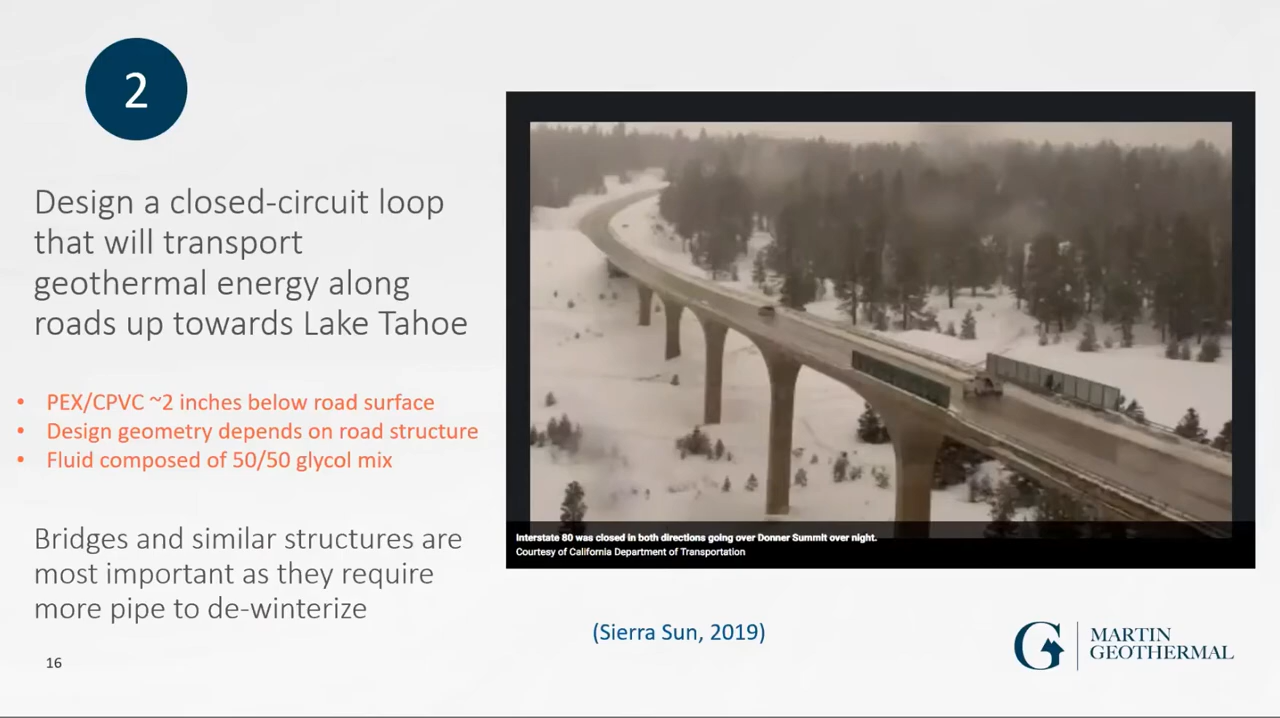 2
Design a closed-circuit loop
that will transport
geothermal energy along
roads up towards Lake Tahoe
• PEX/CPVC ~2 inches below road surface
• Design geometry depends on road structure
• Fluid composed of 50/50 glycol mix
Bridges and similar structures are
most important as they require
more pipe to de-winterize
16
Interstate 80 was closed in both directions going over Donner Summit over night.
Courtesy of California Department of Transportation
(Sierra Sun, 2019)
MARTIN
GEOTHERMAL